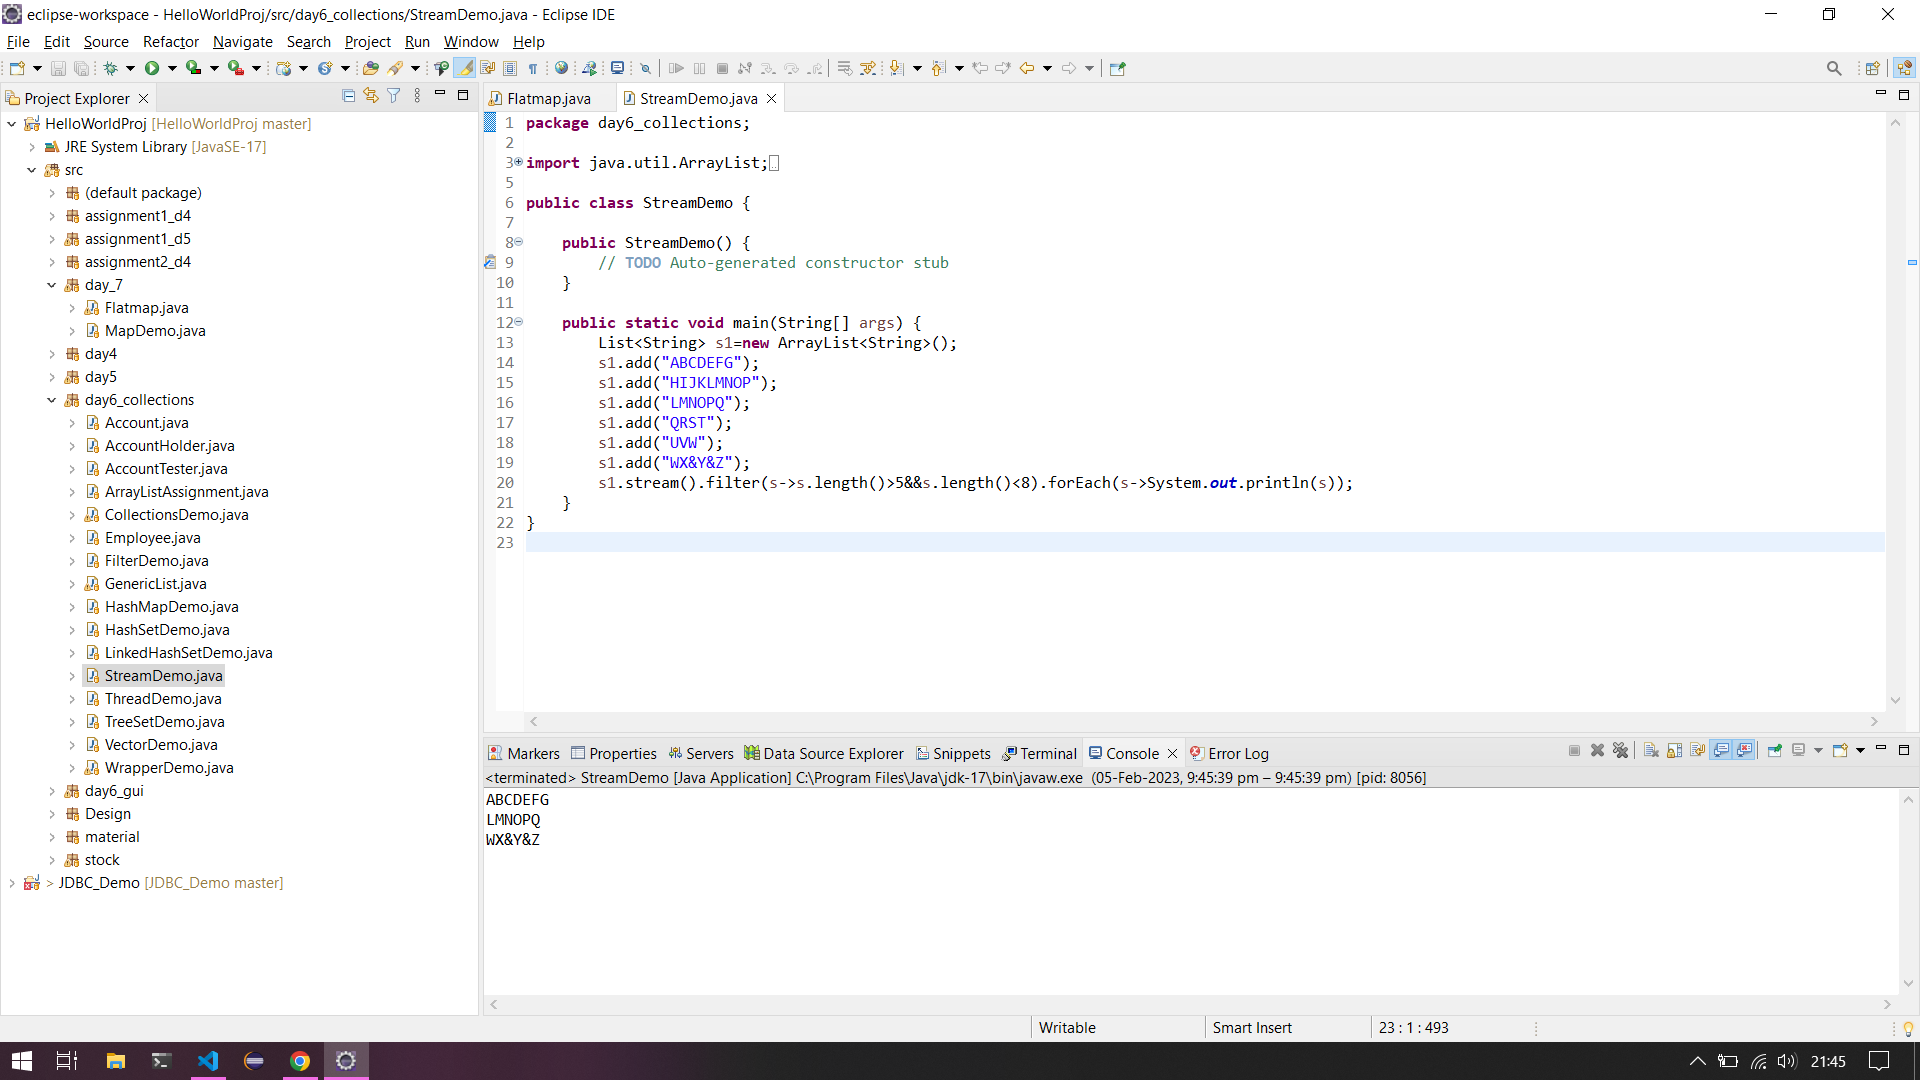 eclipse-workspace - HelloWorldProj/src/day6_collections/StreamDemo.java - Eclipse IDE
File Edit Source Refactor Navigate Search Project Run Window Help
Project Explorer
HelloWorldProj [HelloWorldProj master]
JRE System Library [JavaSE-17]
src
(default package)
assignment1_d4
assignment1_d5
assignment2_d4
day_7
Flatmap.java
MapDemo.java
day4
day5
day6_collections
Account.java
AccountHolder.java
AccountTester.java
ArrayListAssignment.java
CollectionsDemo.java
Employee.java
FilterDemo.java
GenericList.java
HashMapDemo.java
HashSetDemo.java
LinkedHashSetDemo.java
StreamDemo.java
ThreadDemo.java
TreeSetDemo.java
VectorDemo.java
WrapperDemo.java
day6_gui
Design
material
stock
> JDBC_Demo [JDBC_Demo master]
Flatmap.java StreamDemo.java
1 package day6_collections;
2
3 import java.util.ArrayList;
5
6 public class StreamDemo {
7
8 public StreamDemo() {
9 // TODO Auto-generated constructor stub
10 }
11
12 public static void main(String[] args) {
13 List<String> s1=new ArrayList<String>();
14 s1.add("ABCDEFG");
15 s1.add("HIJKLMNOP");
16 s1.add("LMNOPQ");
17 s1.add("QRST");
18 s1.add("UVW");
19 s1.add("WX&Y&Z");
20 s1.stream().filter(s->s.length()>5&&s.length()<8).forEach(s->System.out.println(s));
21 }
22 }
23
Markers Properties Servers Data Source Explorer Snippets Terminal Console Error Log
<terminated> StreamDemo [Java Application] C:\Program Files\Java\jdk-17\bin\javaw.exe (05-Feb-2023, 9:45:39 pm – 9:45:39 pm) [pid: 8056]
ABCDEFG
LMNOPQ
WX&Y&Z
Writable Smart Insert 23 : 1 : 493
21:45